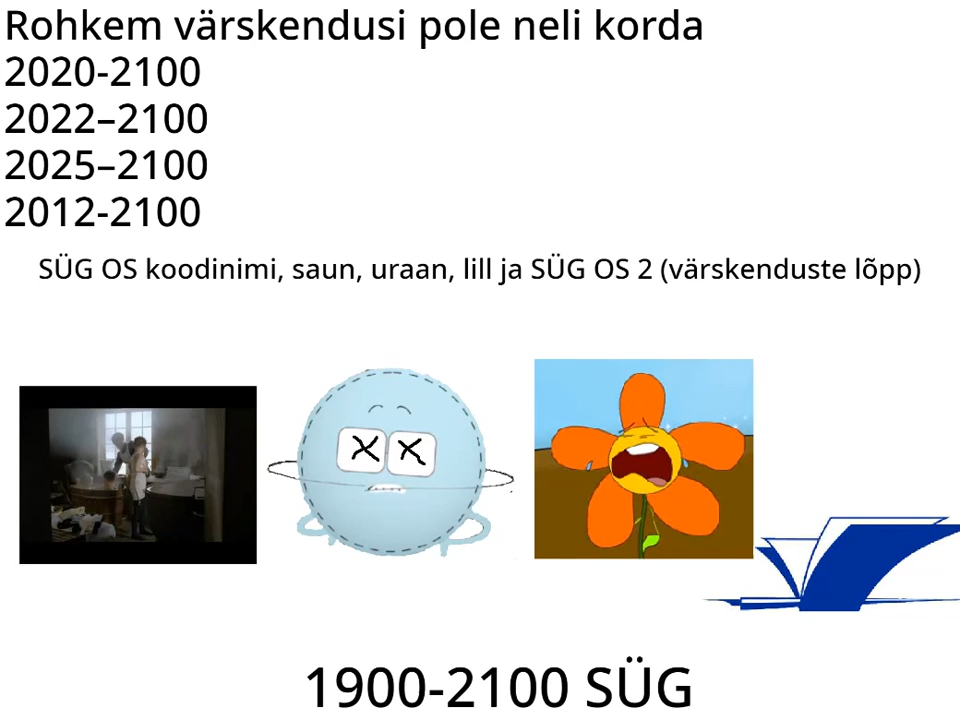 Rohkem värskendusi pole neli korda
2020-2100
2022–2100
2025–2100
2012-2100
SÜG OS koodinimi, saun, uraan, lill ja SÜG OS 2 (värskenduste lõpp)
1900-2100 SÜG